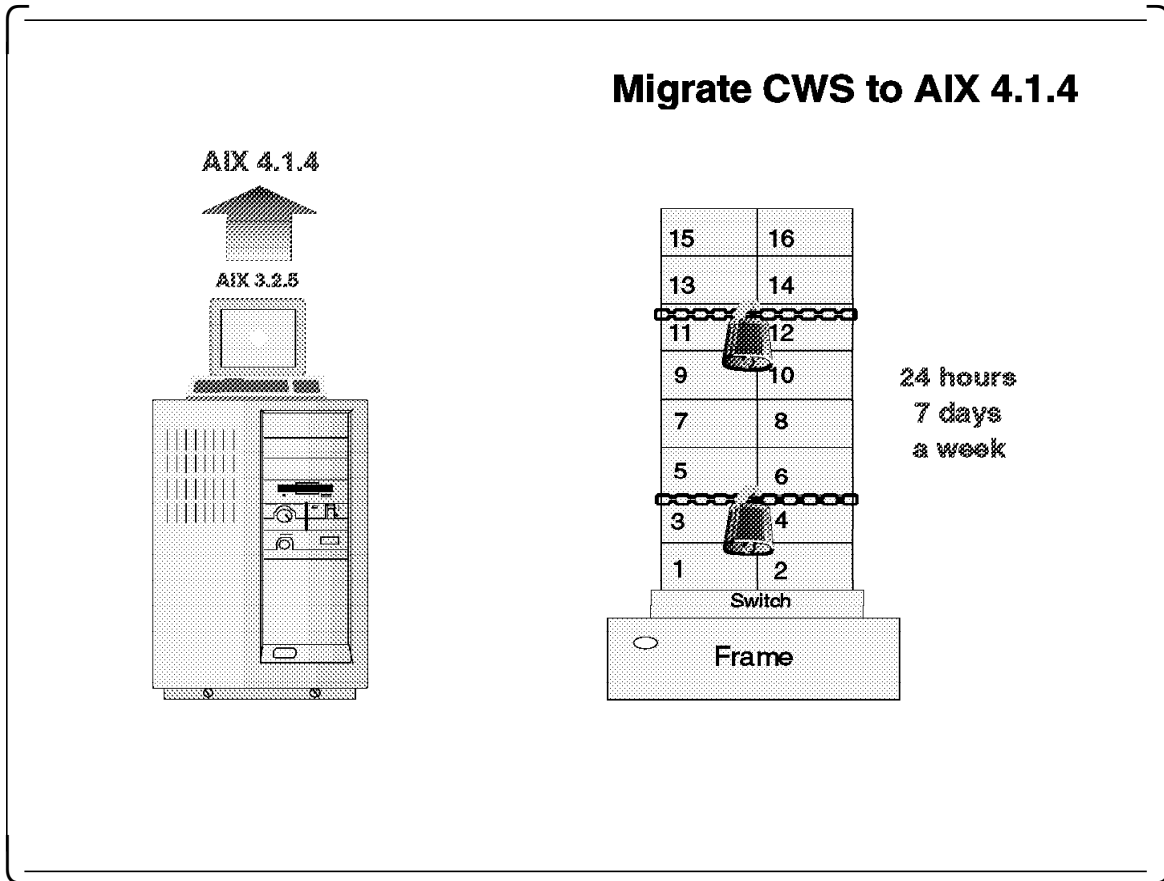 Migrate CWS to AIX 4.1.4
AIX 4.1.4
AIX 3.2.5
15 16
13 14
11 12
9 10
7 8
5 6
3 4
1 2
Switch
Frame
24 hours
7 days
a week